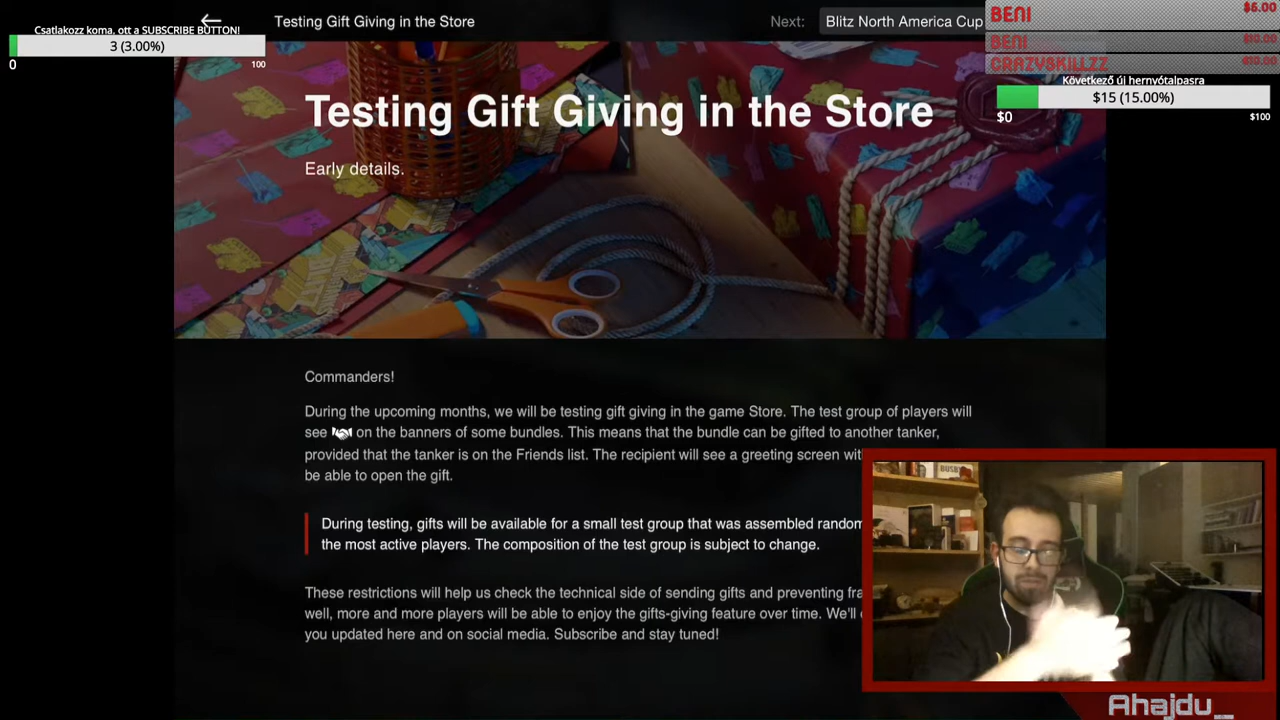 Testing Gift Giving in the Store
Next: Blitz North America Cup
BENI $5.00
BENI $10.00
CRAZYSKILLZZ $10.00
Csatlakozz koma, ott a SUBSCRIBE BUTTON!
3 (3.00%)
0 100
Következő új hernyótalpasra
$15 (15.00%)
$0 $100
Testing Gift Giving in the Store
Early details.
Commanders!
During the upcoming months, we will be testing gift giving in the game Store. The test group of players will
see on the banners of some bundles. This means that the bundle can be gifted to another tanker,
provided that the tanker is on the Friends list. The recipient will see a greeting screen
be able to open the gift.
During testing, gifts will be available for a small test group that was assembled
the most active players. The composition of the test group is subject to change.
These restrictions will help us check the technical side of sending gifts and preventing
well, more and more players will be able to enjoy the gifts-giving feature over time. We'll
you updated here and on social media. Subscribe and stay tuned!
Ahajdu_